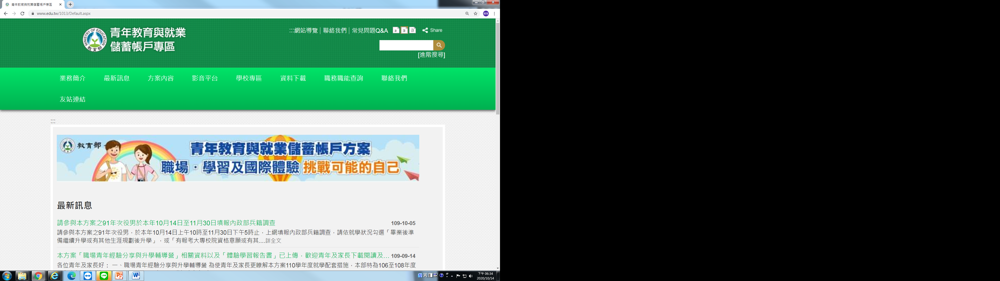 青年教育與就業儲蓄帳戶專區
www.edu.tw/1013/Default.aspx
MINISTRY OF EDUCATION
教育部
青年教育與就業
儲蓄帳戶專區
:::網站導覽│聯絡我們│常見問題Q&A a a a Share
[進階搜尋]
業務簡介 最新訊息 方案內容 影音平台 學校專區 資料下載 職務職能查詢 聯絡我們
友站連結
:::
教育部
青年教育與就業儲蓄帳戶方案
職場．學習及國際體驗 挑戰可能的自己
最新訊息
請參與本方案之91年次役男於本年10月14日至11月30日填報內政部兵籍調查 109-10-05
請參與本方案之91年次役男，於本年10月14日上午10時至11月30日下午5時止，上網填報內政部兵籍調查，請依就學狀況勾選「畢業後準
備繼續升學或有其他生涯規劃後升學」，或「有報考大專校院資格意願或有其....詳全文
本方案「職場青年經驗分享與升學輔導營」相關資料以及「體驗學習報告書」已上傳，歡迎青年及家長下載閱讀及... 109-09-14
各位青年及家長好： 一、職場青年經驗分享與升學輔導營 為使青年及家長更瞭解本方案110學年度就學配套措施，本部特為106至108年度
LINE
下午 06:34
2020/10/14